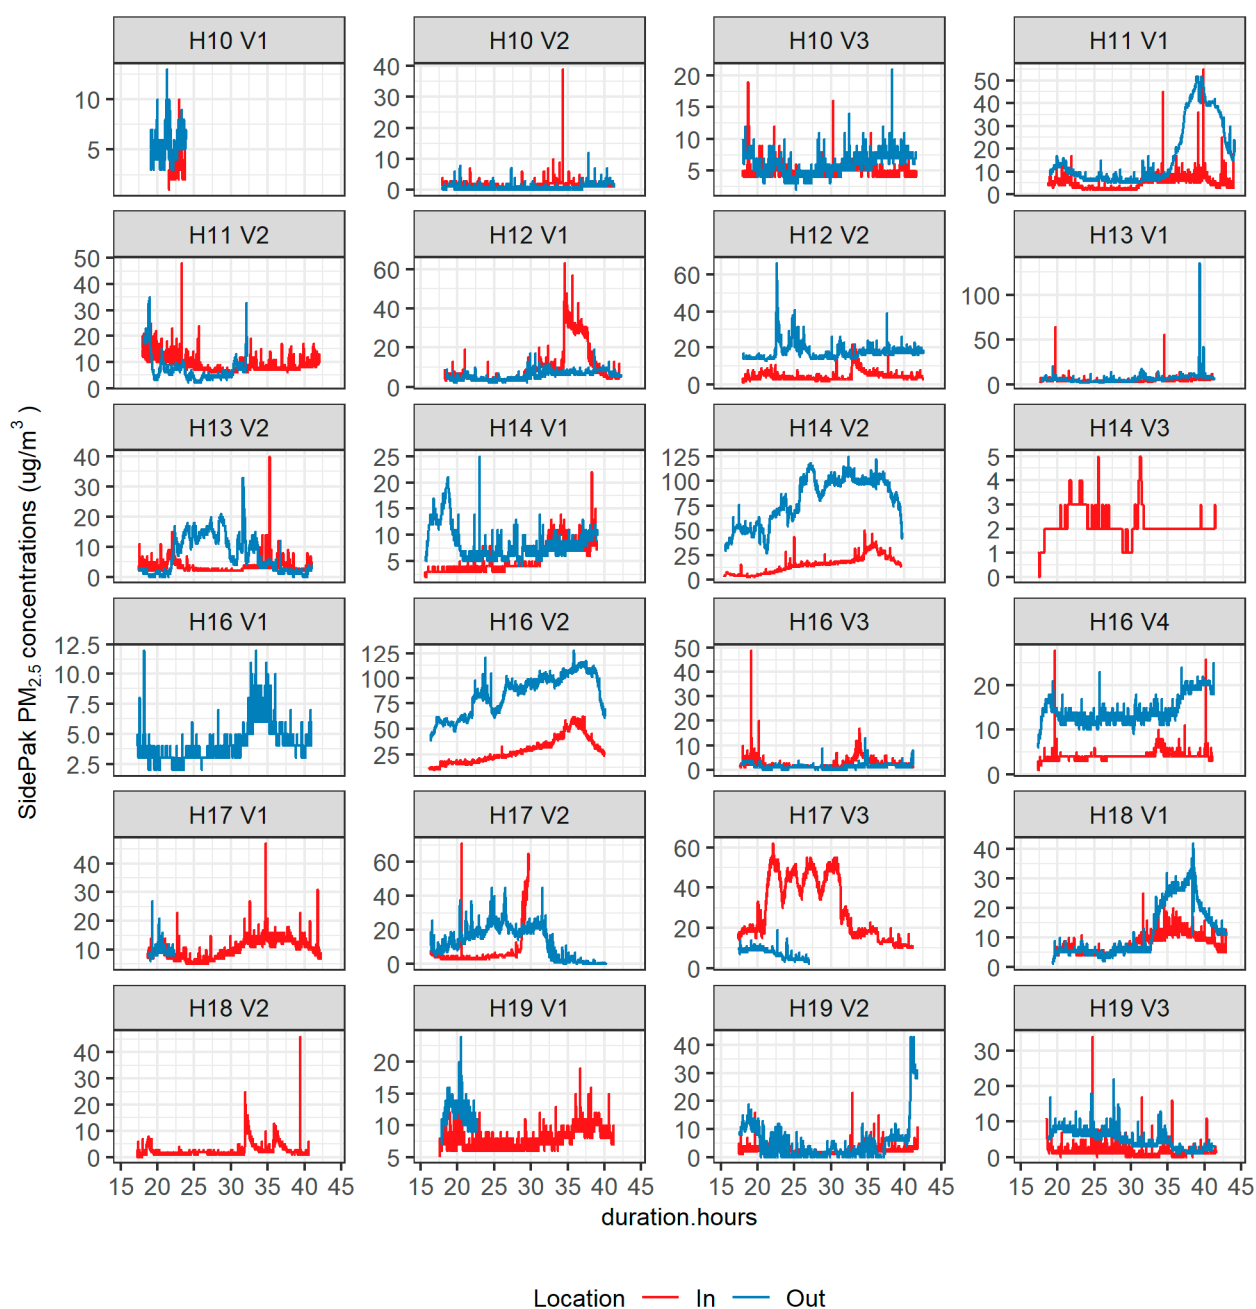 H10 V1 H10 V2 H10 V3 H11 V1
10 5
40 30 20 10 0
20 15 10 5
50 40 30 20 10 0
H11 V2 H12 V1 H12 V2 H13 V1
50 40 30 20 10 0
60 40 20 0
60 40 20 0
100 50 0
H13 V2 H14 V1 H14 V2 H14 V3
40 30 20 10 0
25 20 15 10 5
125 100 75 50 25 0
5 4 3 2 1 0
SidePak PM2.5 concentrations (ug/m3)
H16 V1 H16 V2 H16 V3 H16 V4
12.5 10.0 7.5 5.0 2.5
125 100 75 50 25
50 40 30 20 10 0
20 10 0
H17 V1 H17 V2 H17 V3 H18 V1
40 30 20 10
60 40 20 0
60 40 20 0
40 30 20 10 0
H18 V2 H19 V1 H19 V2 H19 V3
40 30 20 10 0
20 15 10 5
40 30 20 10 0
30 20 10 0
15 20 25 30 35 40 45 15 20 25 30 35 40 45 15 20 25 30 35 40 45 15 20 25 30 35 40 45
duration.hours
Location In Out